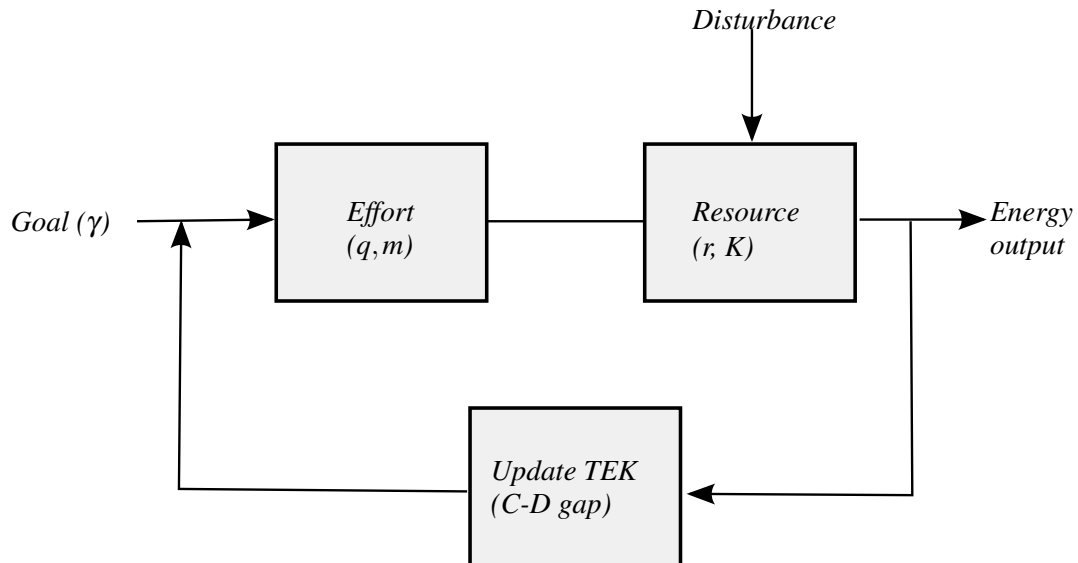 Disturbance
Goal (γ)
Effort
(q,m)
Resource
(r, K)
Energy
output
Update TEK
(C-D gap)